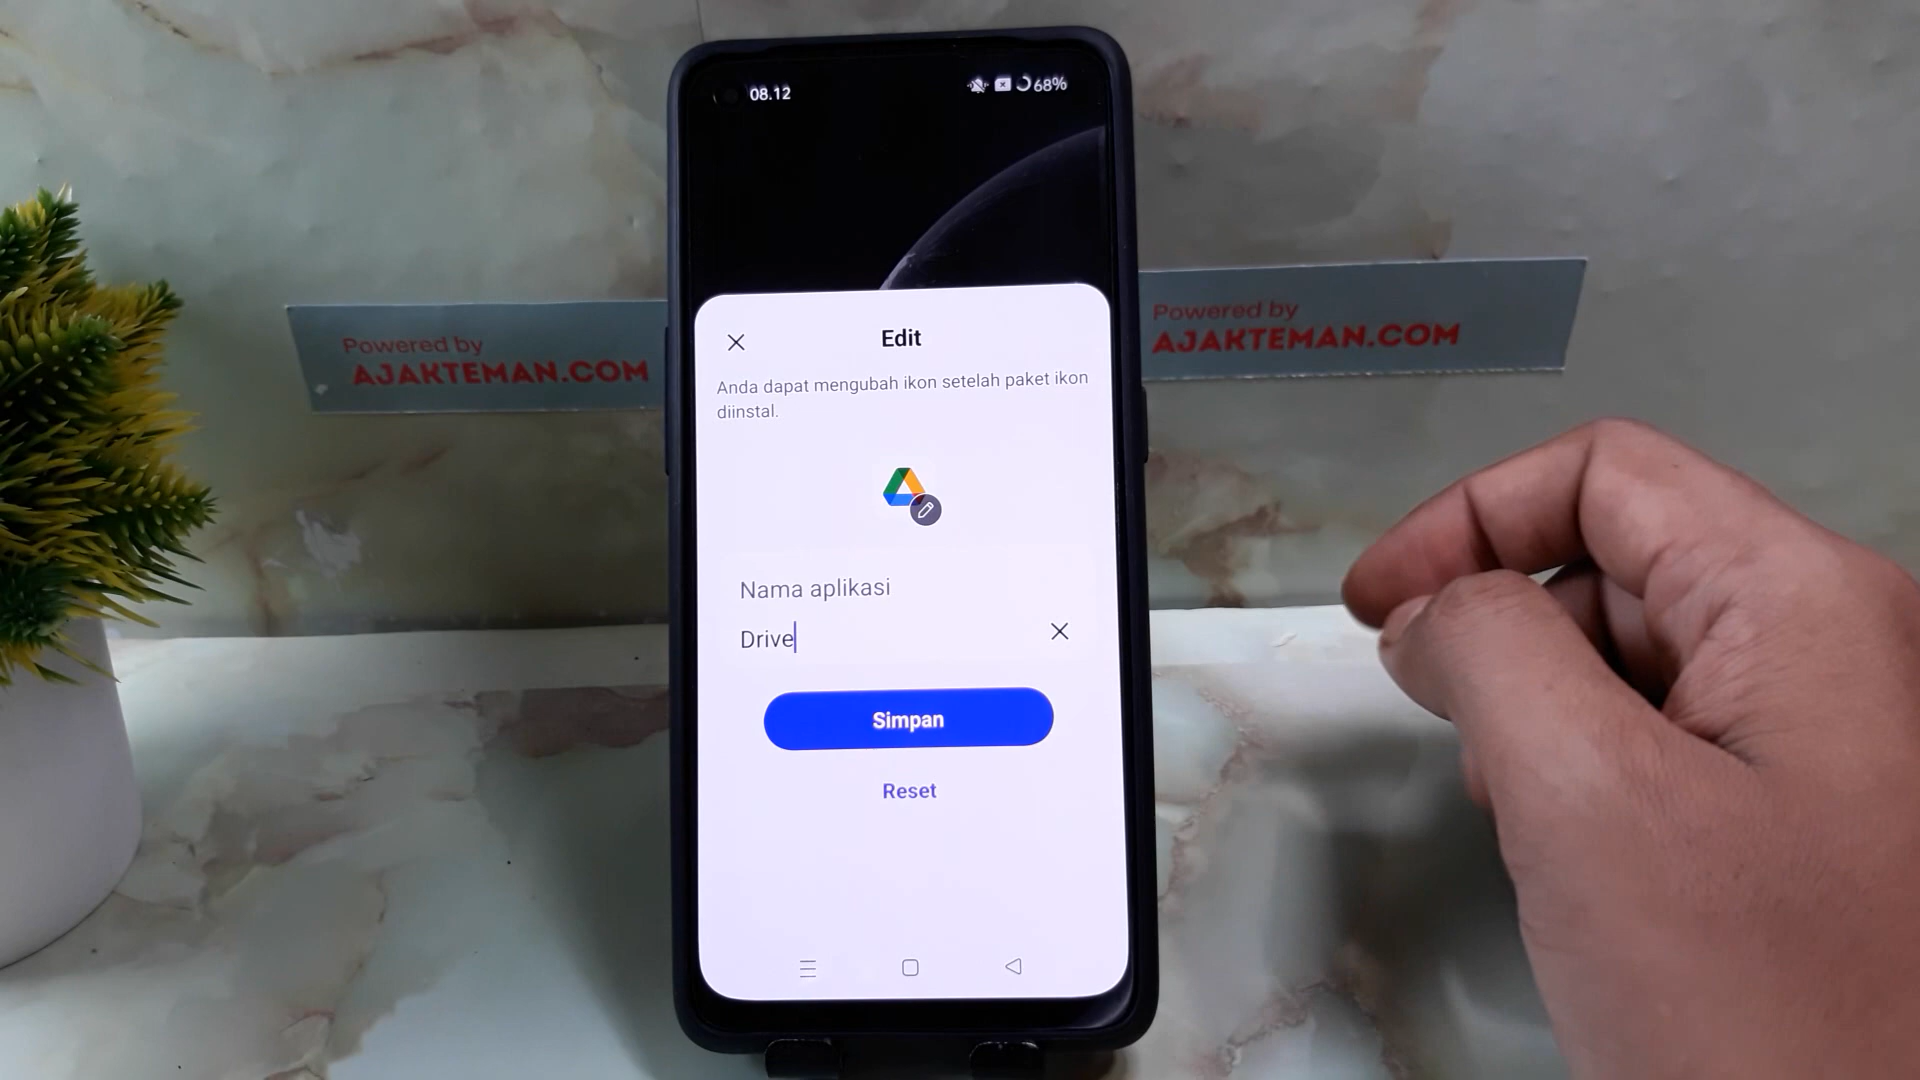 08.12
68%
Powered by
AJAKTEMAN.COM
Powered by
AJAKTEMAN.COM
Edit
Anda dapat mengubah ikon setelah paket ikon
diinstal.
Nama aplikasi
Drive
Simpan
Reset